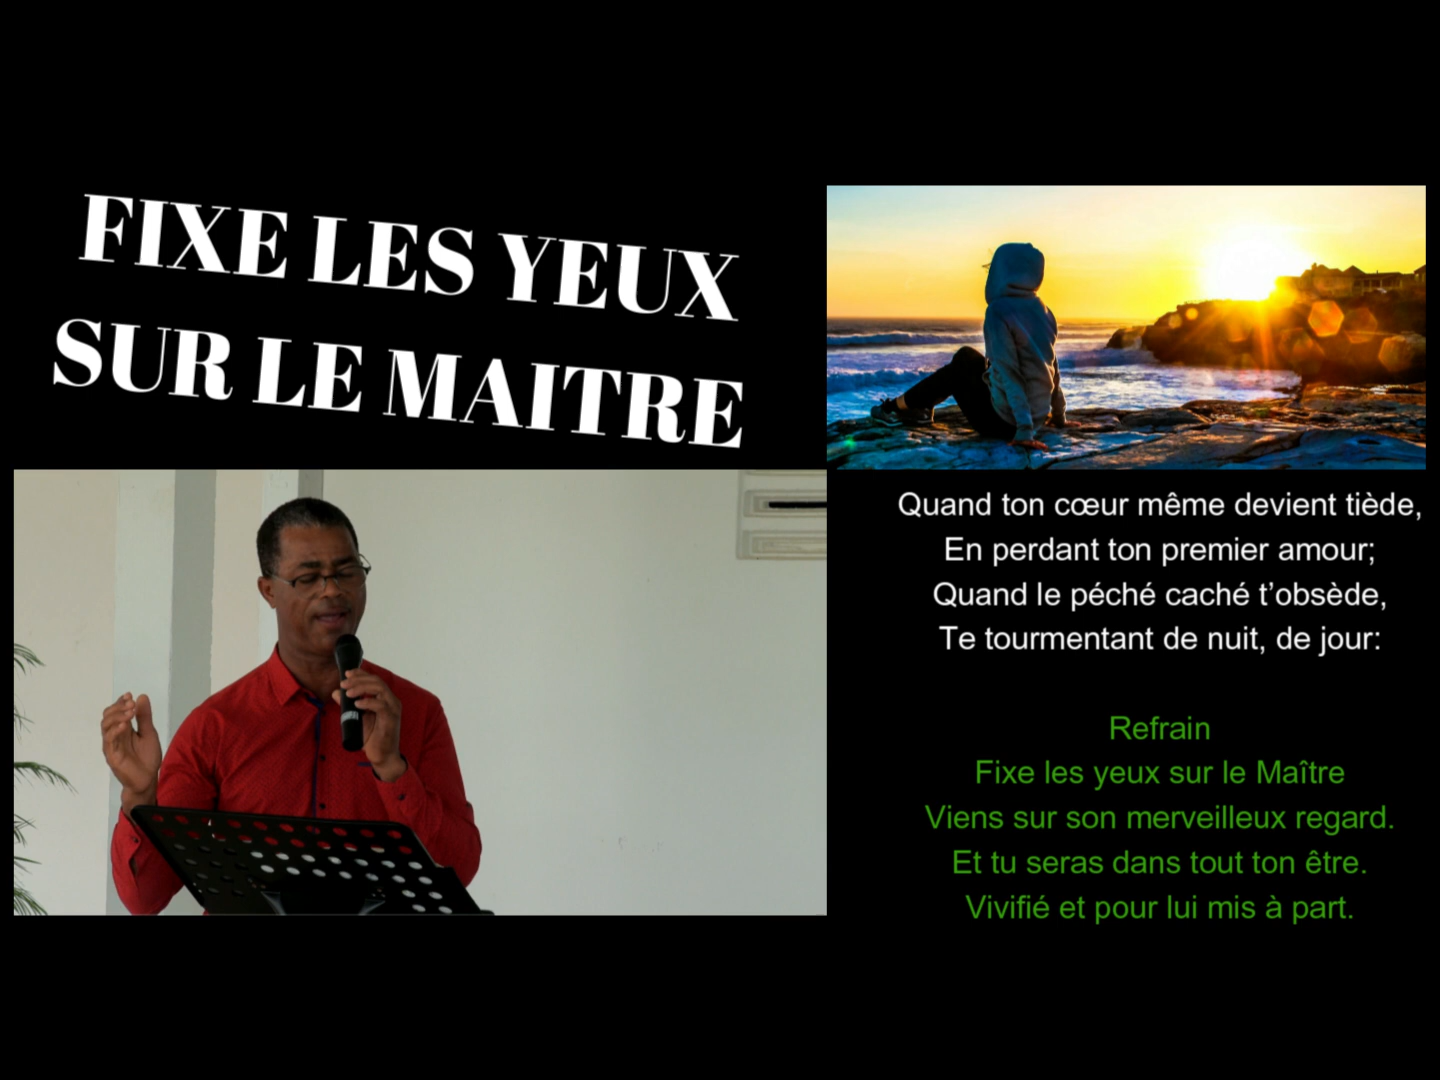 FIXE LES YEUX
SUR LE MAITRE
Quand ton cœur même devient tiède,
En perdant ton premier amour;
Quand le péché caché t’obsède,
Te tourmentant de nuit, de jour:
Refrain
Fixe les yeux sur le Maître
Viens sur son merveilleux regard.
Et tu seras dans tout ton être.
Vivifié et pour lui mis à part.